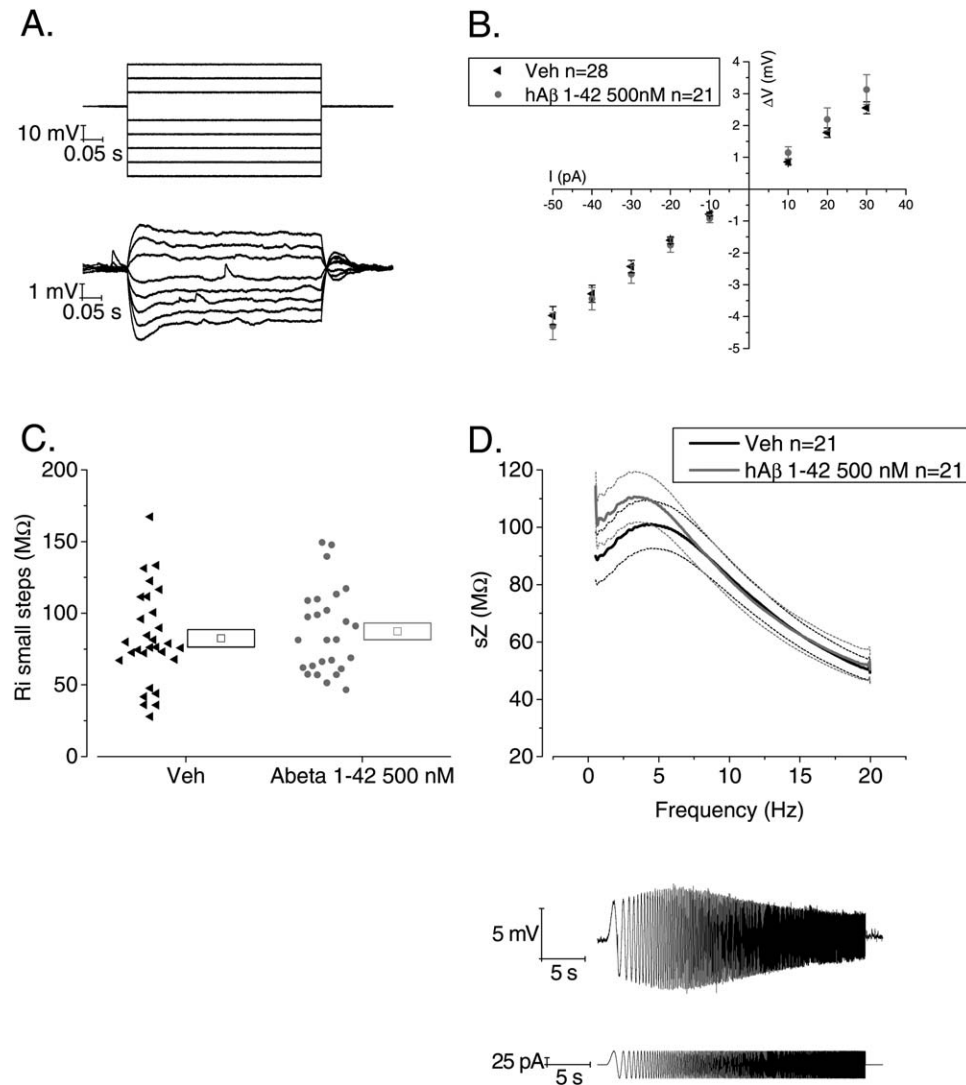 A.
10 mV
0.05 s
1 mV
0.05 s
B.
Veh n=28
hAβ 1-42 500nM n=21
ΔV (mV)
4
3
2
1
I (pA)
-50 -40 -30 -20 -10 10 20 30 40
-1
-2
-3
-4
-5
C.
Ri small steps (MΩ)
200
150
100
50
0
Veh Abeta 1-42 500 nM
D.
Veh n=21
hAβ 1-42 500 nM n=21
sZ (MΩ)
120
100
80
60
40
20
0 5 10 15 20
Frequency (Hz)
5 mV
5 s
25 pA
5 s